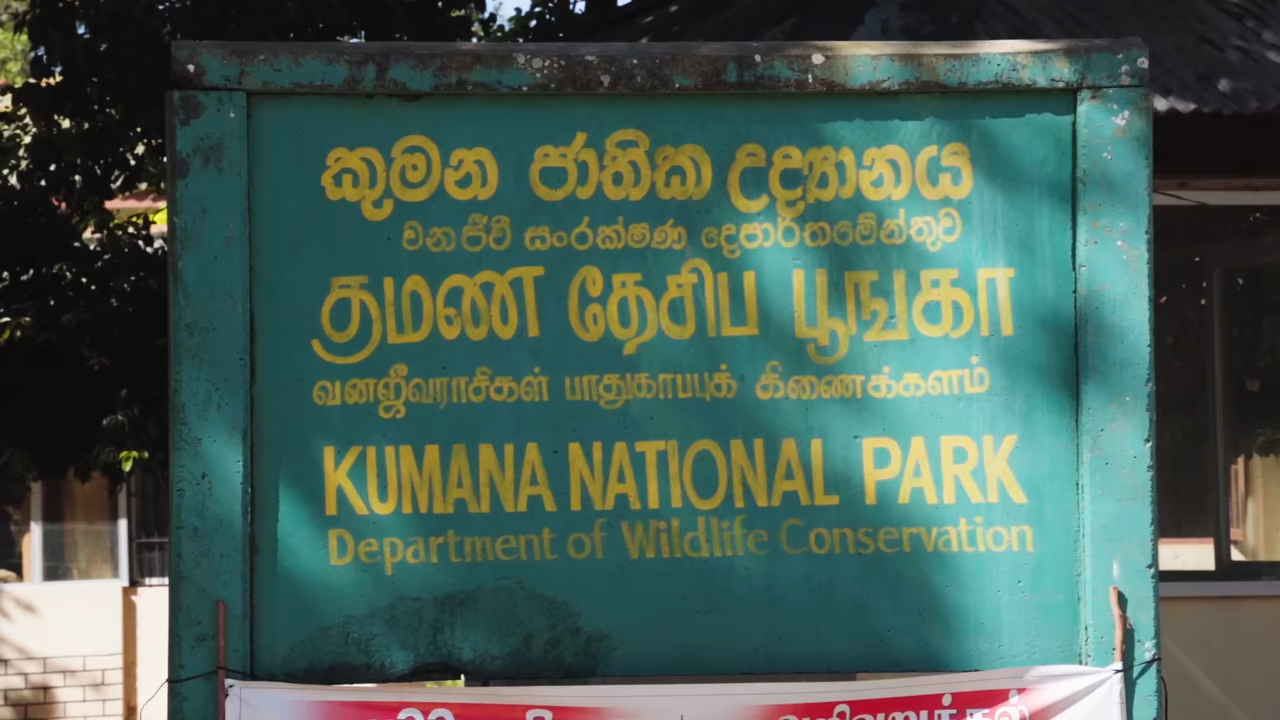 කුමන ජාතික උද්‍යානය
වනජීවී සංරක්ෂණ දෙපාර්තමේන්තුව
குமண தேசிய பூங்கா
வனஜீவராசிகள் பாதுகாப்புக் திணைக்களம்
KUMANA NATIONAL PARK
Department of Wildlife Conservation